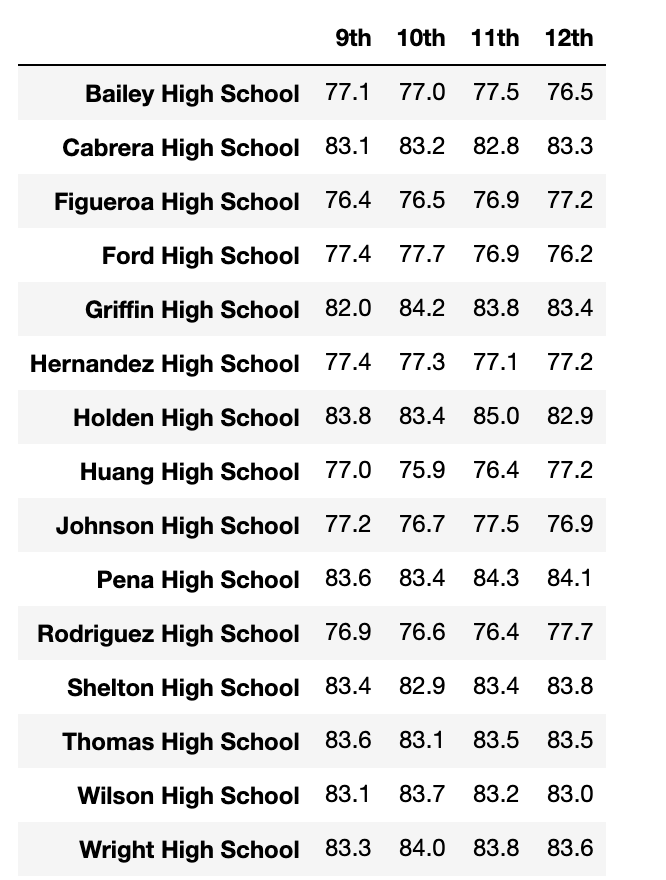 9th 10th 11th 12th
Bailey High School 77.1 77.0 77.5 76.5
Cabrera High School 83.1 83.2 82.8 83.3
Figueroa High School 76.4 76.5 76.9 77.2
Ford High School 77.4 77.7 76.9 76.2
Griffin High School 82.0 84.2 83.8 83.4
Hernandez High School 77.4 77.3 77.1 77.2
Holden High School 83.8 83.4 85.0 82.9
Huang High School 77.0 75.9 76.4 77.2
Johnson High School 77.2 76.7 77.5 76.9
Pena High School 83.6 83.4 84.3 84.1
Rodriguez High School 76.9 76.6 76.4 77.7
Shelton High School 83.4 82.9 83.4 83.8
Thomas High School 83.6 83.1 83.5 83.5
Wilson High School 83.1 83.7 83.2 83.0
Wright High School 83.3 84.0 83.8 83.6